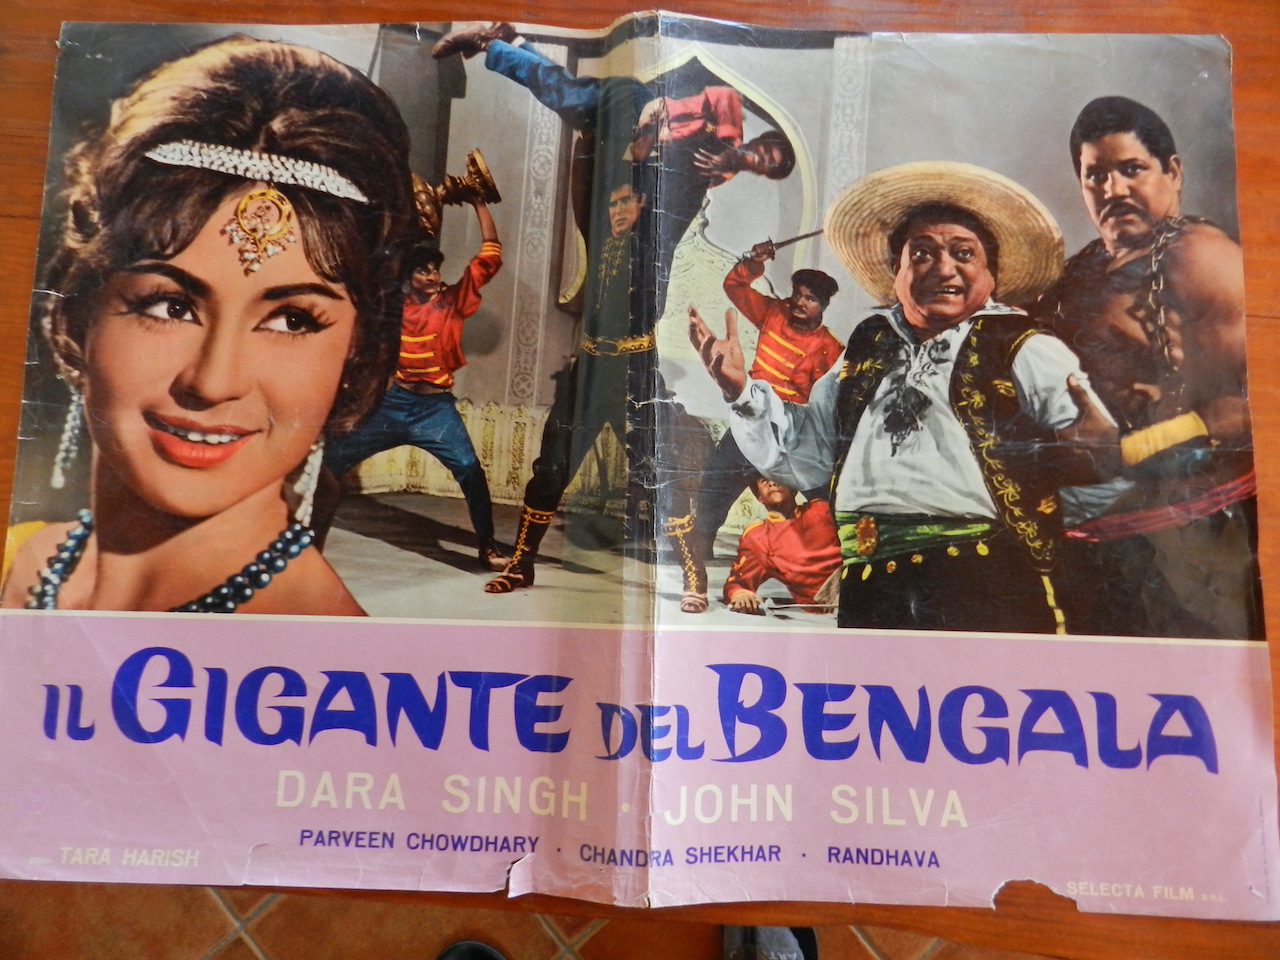 IL GIGANTE DEL BENGALA
DARA SINGH · JOHN SILVA
PARVEEN CHOWDHARY · CHANDRA SHEKHAR · RANDHAVA
TARA HARISH
SELECTA FILM S.R.L.